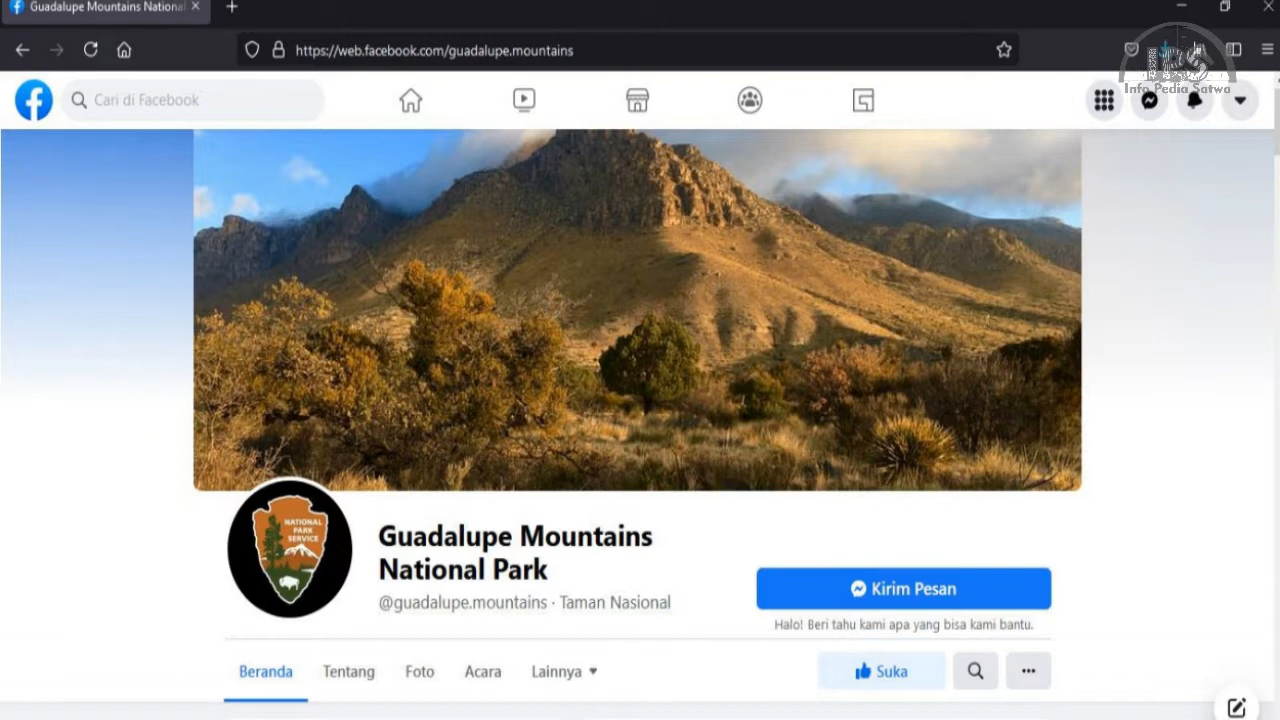 Guadalupe Mountains National
https://web.facebook.com/guadalupe.mountains
Info Pedia Satwa
Cari di Facebook
NATIONAL
PARK
SERVICE
Guadalupe Mountains
National Park
@guadalupe.mountains · Taman Nasional
Kirim Pesan
Halo! Beri tahu kami apa yang bisa kami bantu.
Beranda
Tentang
Foto
Acara
Lainnya
Suka